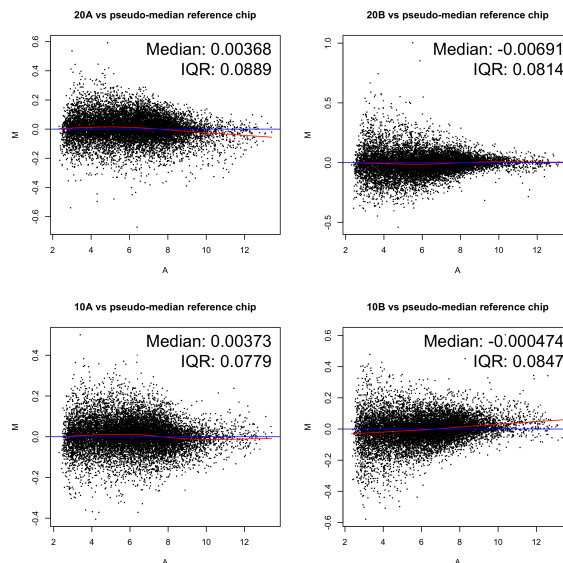 20A vs pseudo-median reference chip
Median: 0.00368
IQR: 0.0889
M
-0.6
-0.4
-0.2
0.0
0.2
0.4
0.6
2
4
6
8
10
12
A
20B vs pseudo-median reference chip
Median: -0.00691
IQR: 0.0814
M
-0.5
0.0
0.5
1.0
2
4
6
8
10
12
A
10A vs pseudo-median reference chip
Median: 0.00373
IQR: 0.0779
M
-0.4
-0.2
0.0
0.2
0.4
2
4
6
8
10
12
A
10B vs pseudo-median reference chip
Median: -0.000474
IQR: 0.0847
M
-0.6
-0.4
-0.2
0.0
0.2
0.4
0.6
2
4
6
8
10
12
A